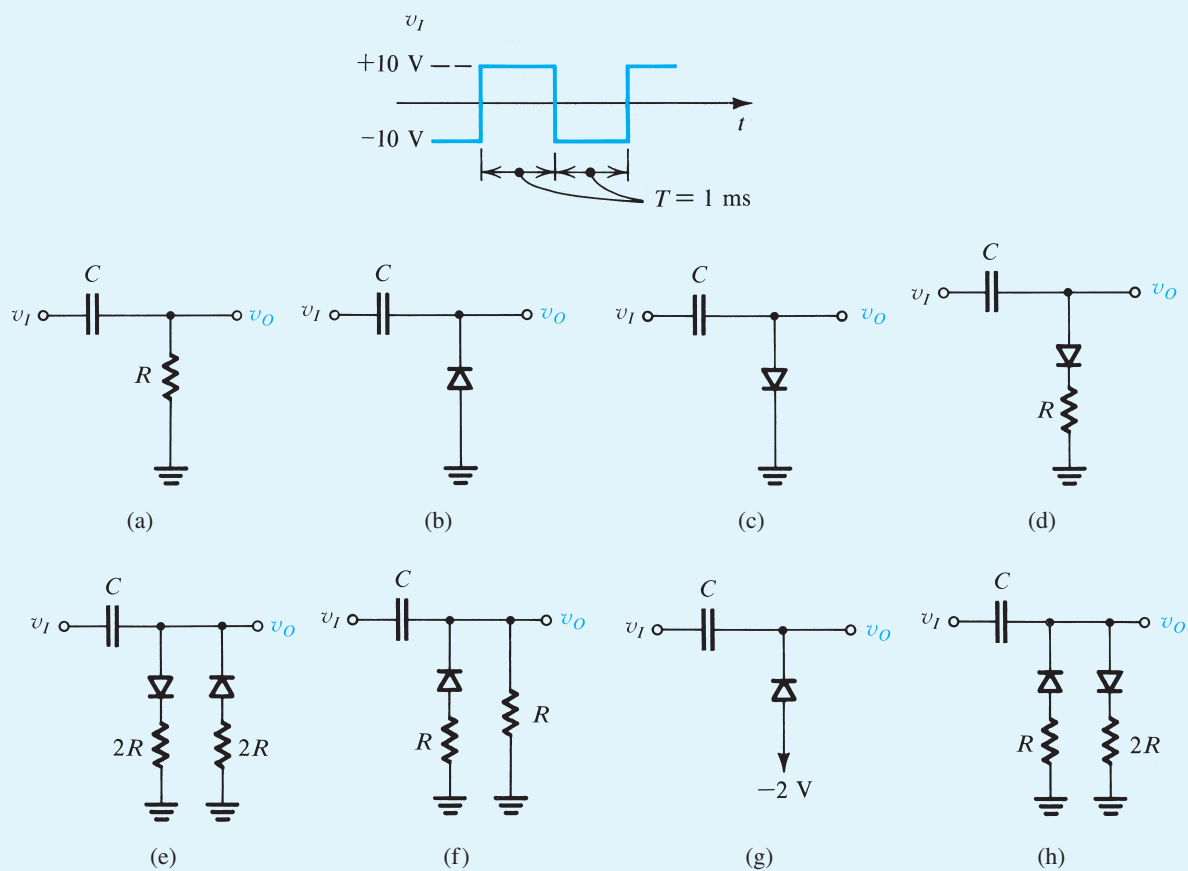 v_I
+10 V
−10 V
t
T = 1 ms
C
v_I
v_O
R
(a)
C
v_I
v_O
(b)
C
v_I
v_O
(c)
C
v_I
v_O
R
(d)
C
v_I
v_O
2R
2R
(e)
C
v_I
v_O
R
R
(f)
C
v_I
v_O
−2 V
(g)
C
v_I
v_O
R
2R
(h)